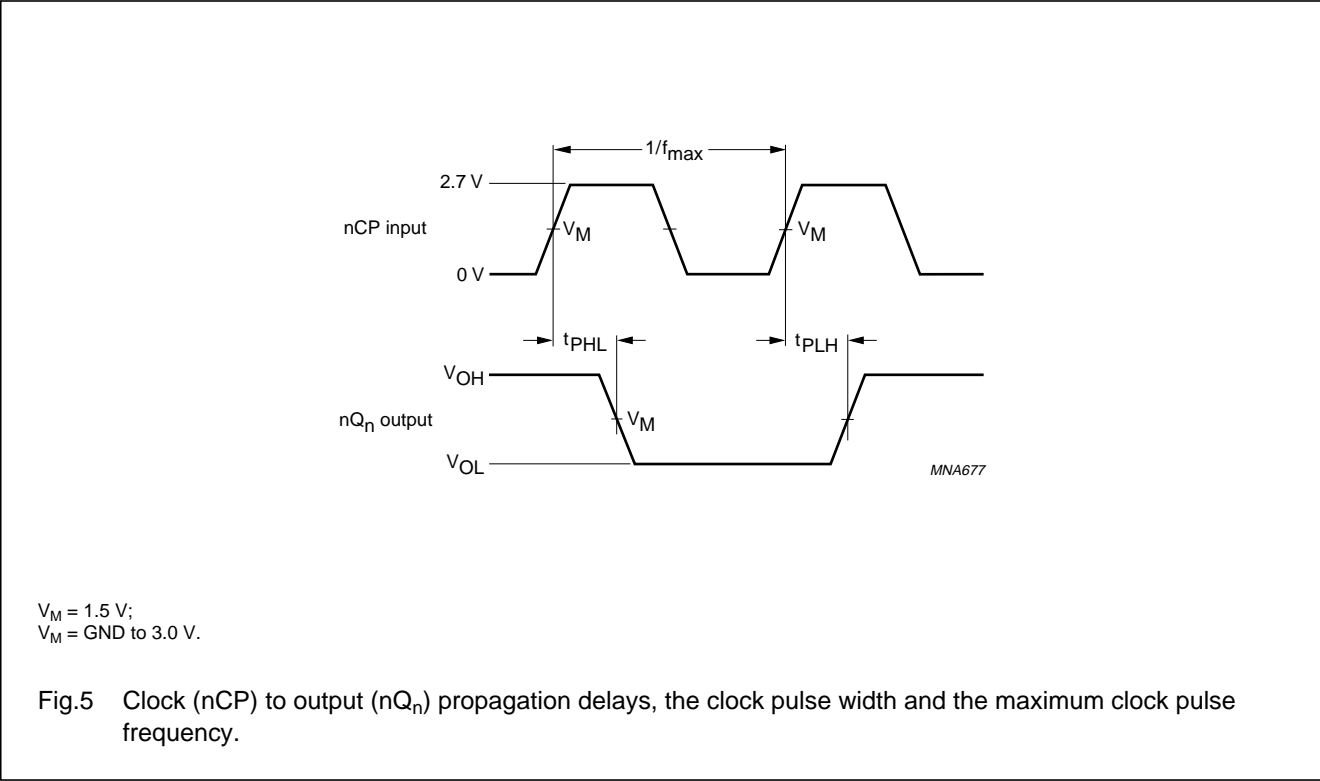 1/fmax
2.7 V
nCP input
VM
VM
0 V
tPHL
tPLH
VOH
nQn output
VM
VOL
MNA677
VM = 1.5 V;
VM = GND to 3.0 V.
Fig.5 Clock (nCP) to output (nQn) propagation delays, the clock pulse width and the maximum clock pulse
frequency.